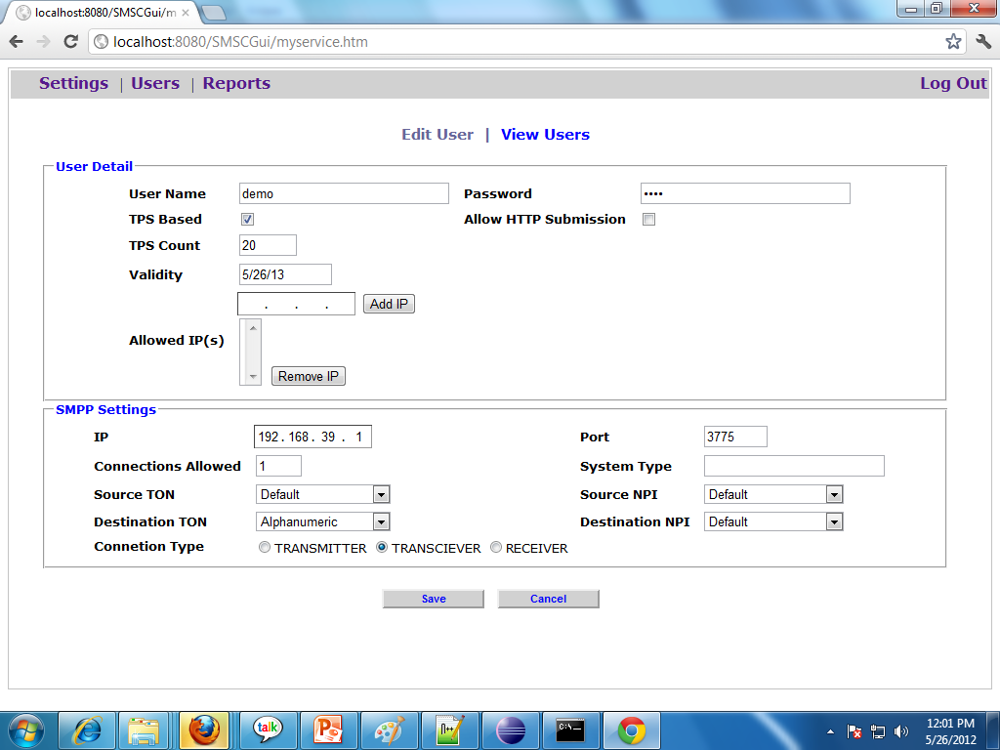 localhost:8080/SMSCGui/m
localhost:8080/SMSCGui/myservice.htm
Settings | Users | Reports Log Out
Edit User | View Users
User Detail
User Name demo Password ••••
TPS Based Allow HTTP Submission
TPS Count 20
Validity 5/26/13
. . . Add IP
Allowed IP(s)
Remove IP
SMPP Settings
IP 192 . 168 . 39 . 1 Port 3775
Connections Allowed 1 System Type
Source TON Default Source NPI Default
Destination TON Alphanumeric Destination NPI Default
Connetion Type TRANSMITTER TRANSCIEVER RECEIVER
Save Cancel
talk
12:01 PM
5/26/2012